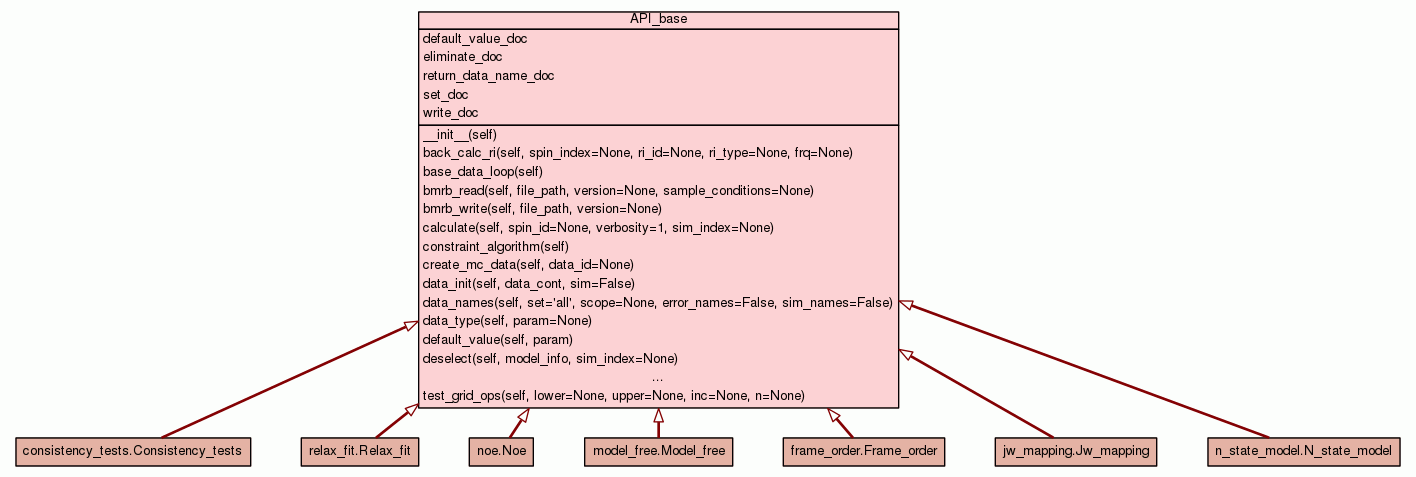 API_base
default_value_doc
eliminate_doc
return_data_name_doc
set_doc
write_doc
__init__(self)
back_calc_ri(self, spin_index=None, ri_id=None, ri_type=None, frq=None)
base_data_loop(self)
bmrb_read(self, file_path, version=None, sample_conditions=None)
bmrb_write(self, file_path, version=None)
calculate(self, spin_id=None, verbosity=1, sim_index=None)
constraint_algorithm(self)
create_mc_data(self, data_id=None)
data_init(self, data_cont, sim=False)
data_names(self, set='all', scope=None, error_names=False, sim_names=False)
data_type(self, param=None)
default_value(self, param)
deselect(self, model_info, sim_index=None)
...
test_grid_ops(self, lower=None, upper=None, inc=None, n=None)
consistency_tests.Consistency_tests
relax_fit.Relax_fit
noe.Noe
model_free.Model_free
frame_order.Frame_order
jw_mapping.Jw_mapping
n_state_model.N_state_model